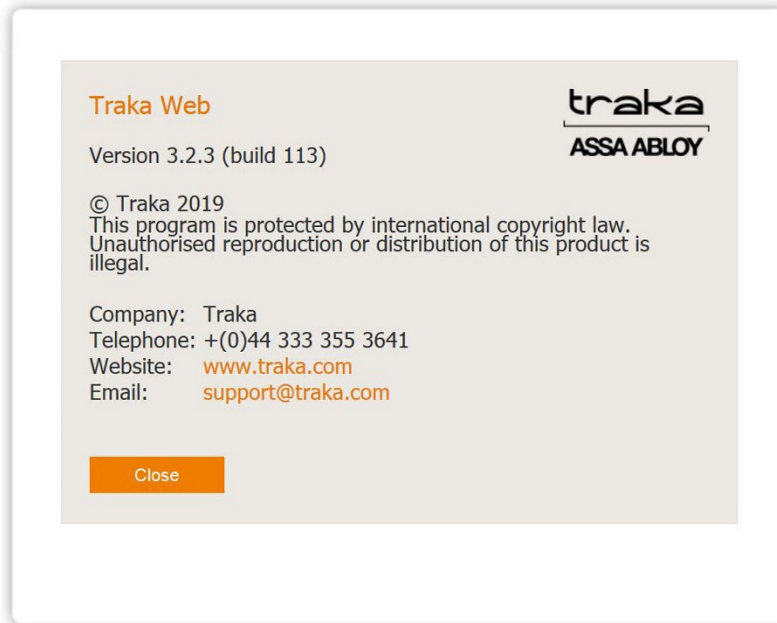 Traka Web
traka
ASSA ABLOY
Version 3.2.3 (build 113)
© Traka 2019
This program is protected by international copyright law.
Unauthorised reproduction or distribution of this product is
illegal.
Company: Traka
Telephone: +(0)44 333 355 3641
Website: www.traka.com
Email: support@traka.com
Close